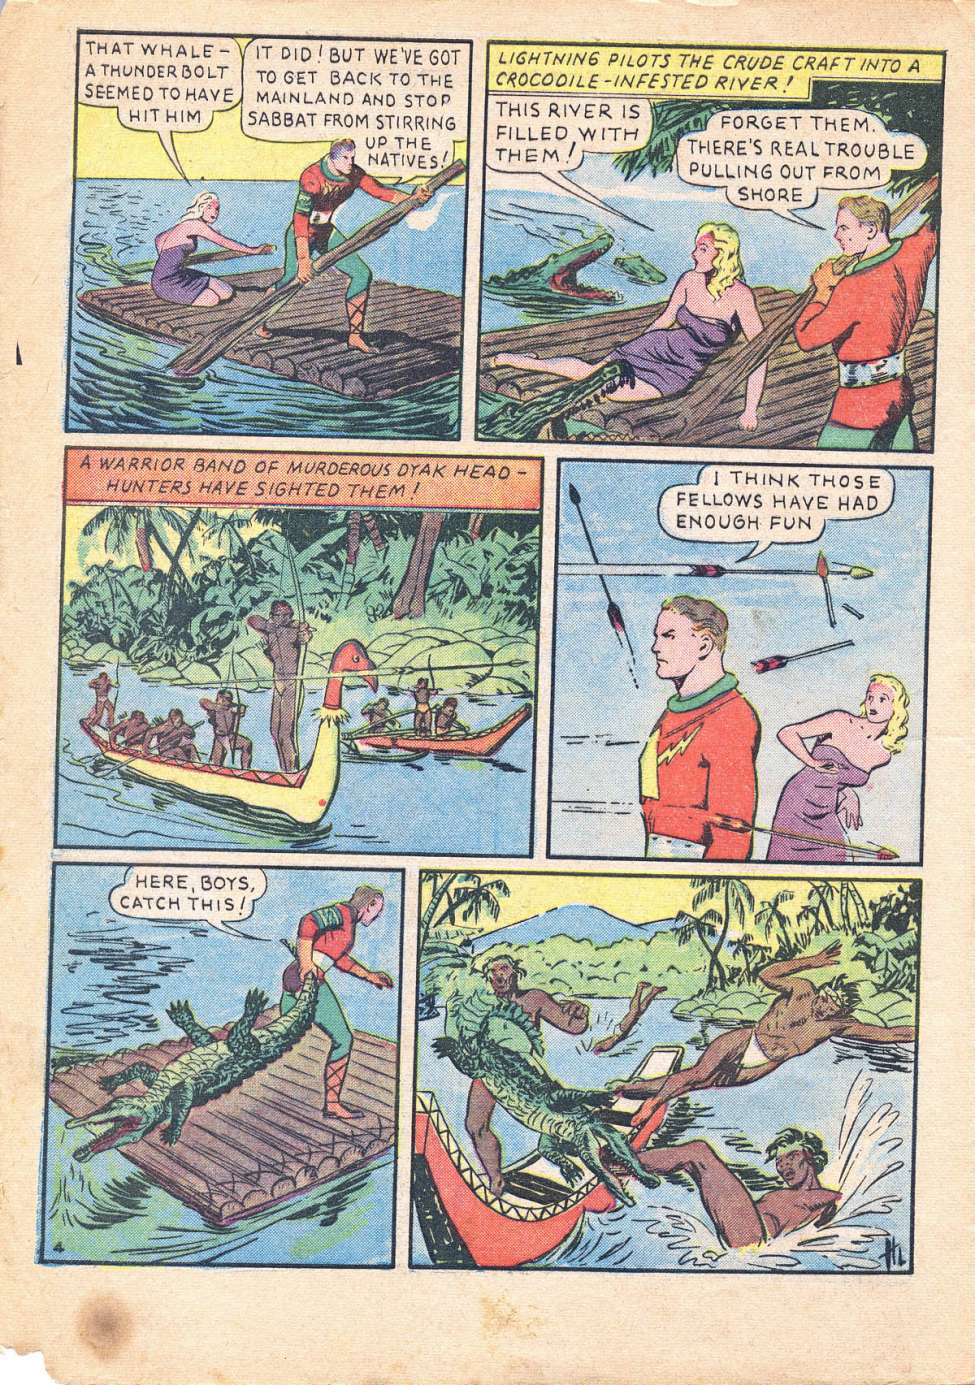 THAT WHALE-
A THUNDERBOLT
SEEMED TO HAVE
HIT HIM
IT DID! BUT WE'VE GOT
TO GET BACK TO THE
MAINLAND AND STOP
SABBAT FROM STIRRING
UP THE
NATIVES!
LIGHTNING PILOTS THE CRUDE CRAFT INTO A
CROCODILE-INFESTED RIVER!
THIS RIVER IS
FILLED WITH
THEM!
FORGET THEM.
THERE'S REAL TROUBLE
PULLING OUT FROM
SHORE
A WARRIOR BAND OF MURDEROUS DYAK HEAD-
HUNTERS HAVE SIGHTED THEM!
I THINK THOSE
FELLOWS HAVE HAD
ENOUGH FUN
HERE, BOYS,
CATCH THIS!
4